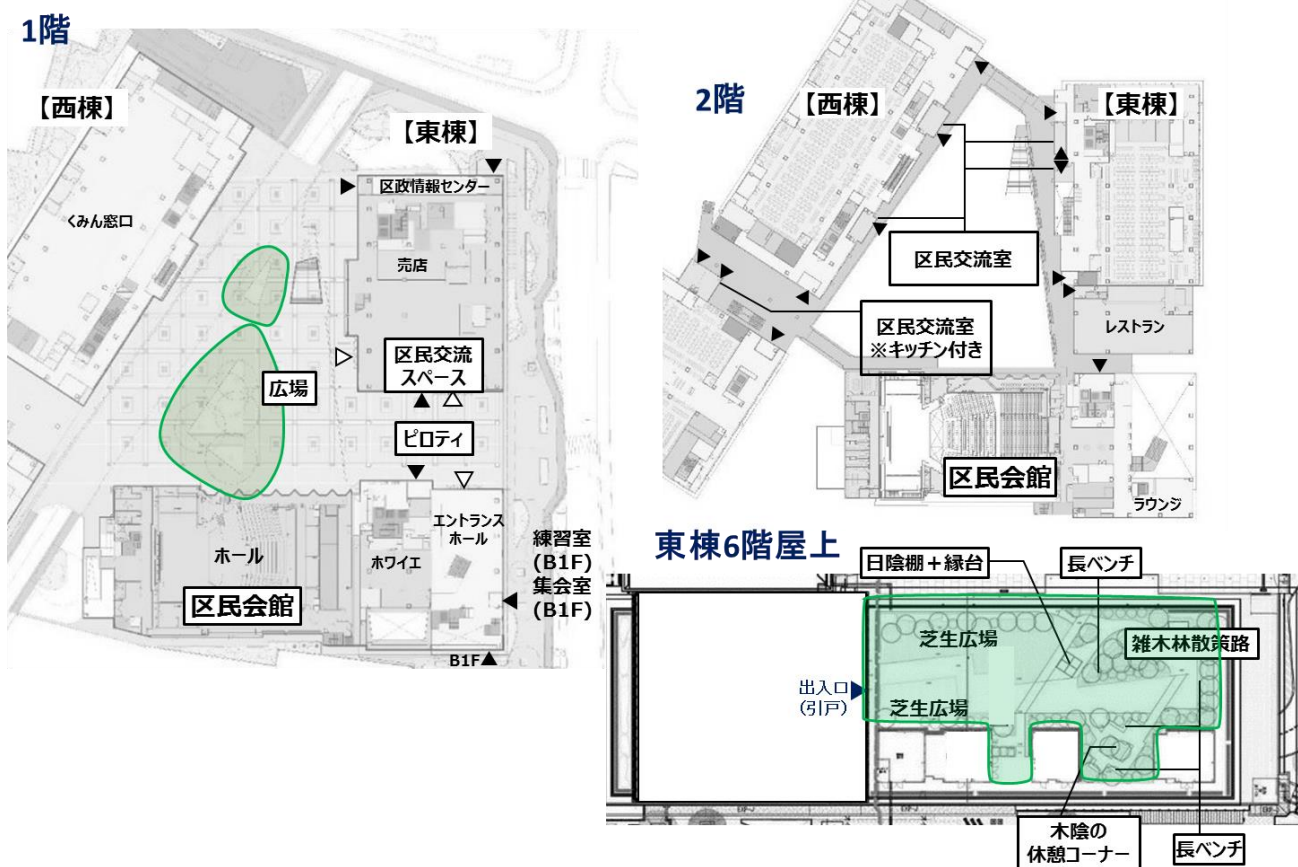 1階
【西棟】
【東棟】
区政情報センター
くみん窓口
売店
区民交流
スペース
広場
ピロティ
エントランス
ホール
ホール
ホワイエ
練習室
(B1F)
集会室
(B1F)
区民会館
B1F
2階
【西棟】
【東棟】
区民交流室
区民交流室
※キッチン付き
レストラン
区民会館
ラウンジ
東棟6階屋上
日陰棚＋縁台
長ベンチ
芝生広場
雑木林散策路
出入口
(引戸)
芝生広場
木陰の
休憩コーナー
長ベンチ